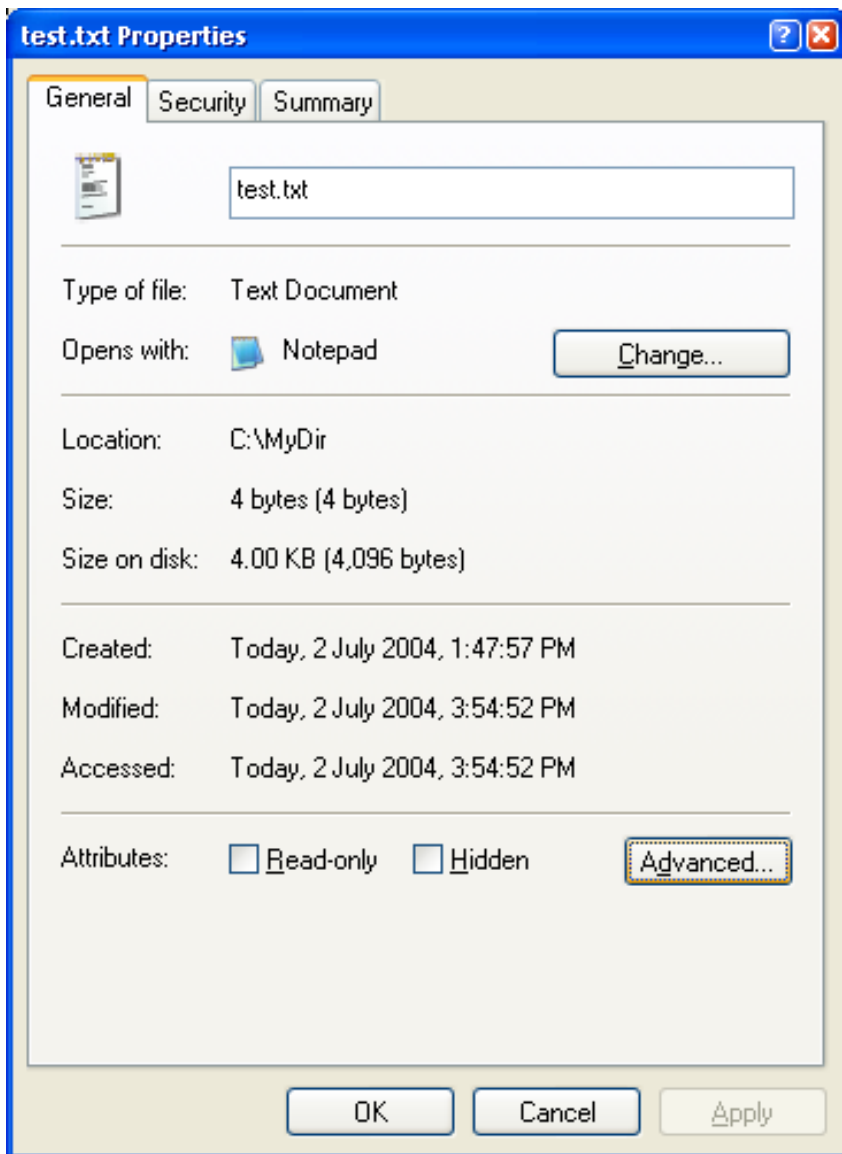 test.txt Properties
General Security Summary
test.txt
Type of file: Text Document
Opens with: Notepad Change...
Location: C:\MyDir
Size: 4 bytes (4 bytes)
Size on disk: 4.00 KB (4,096 bytes)
Created: Today, 2 July 2004, 1:47:57 PM
Modified: Today, 2 July 2004, 3:54:52 PM
Accessed: Today, 2 July 2004, 3:54:52 PM
Attributes: Read-only Hidden Advanced...
OK Cancel Apply